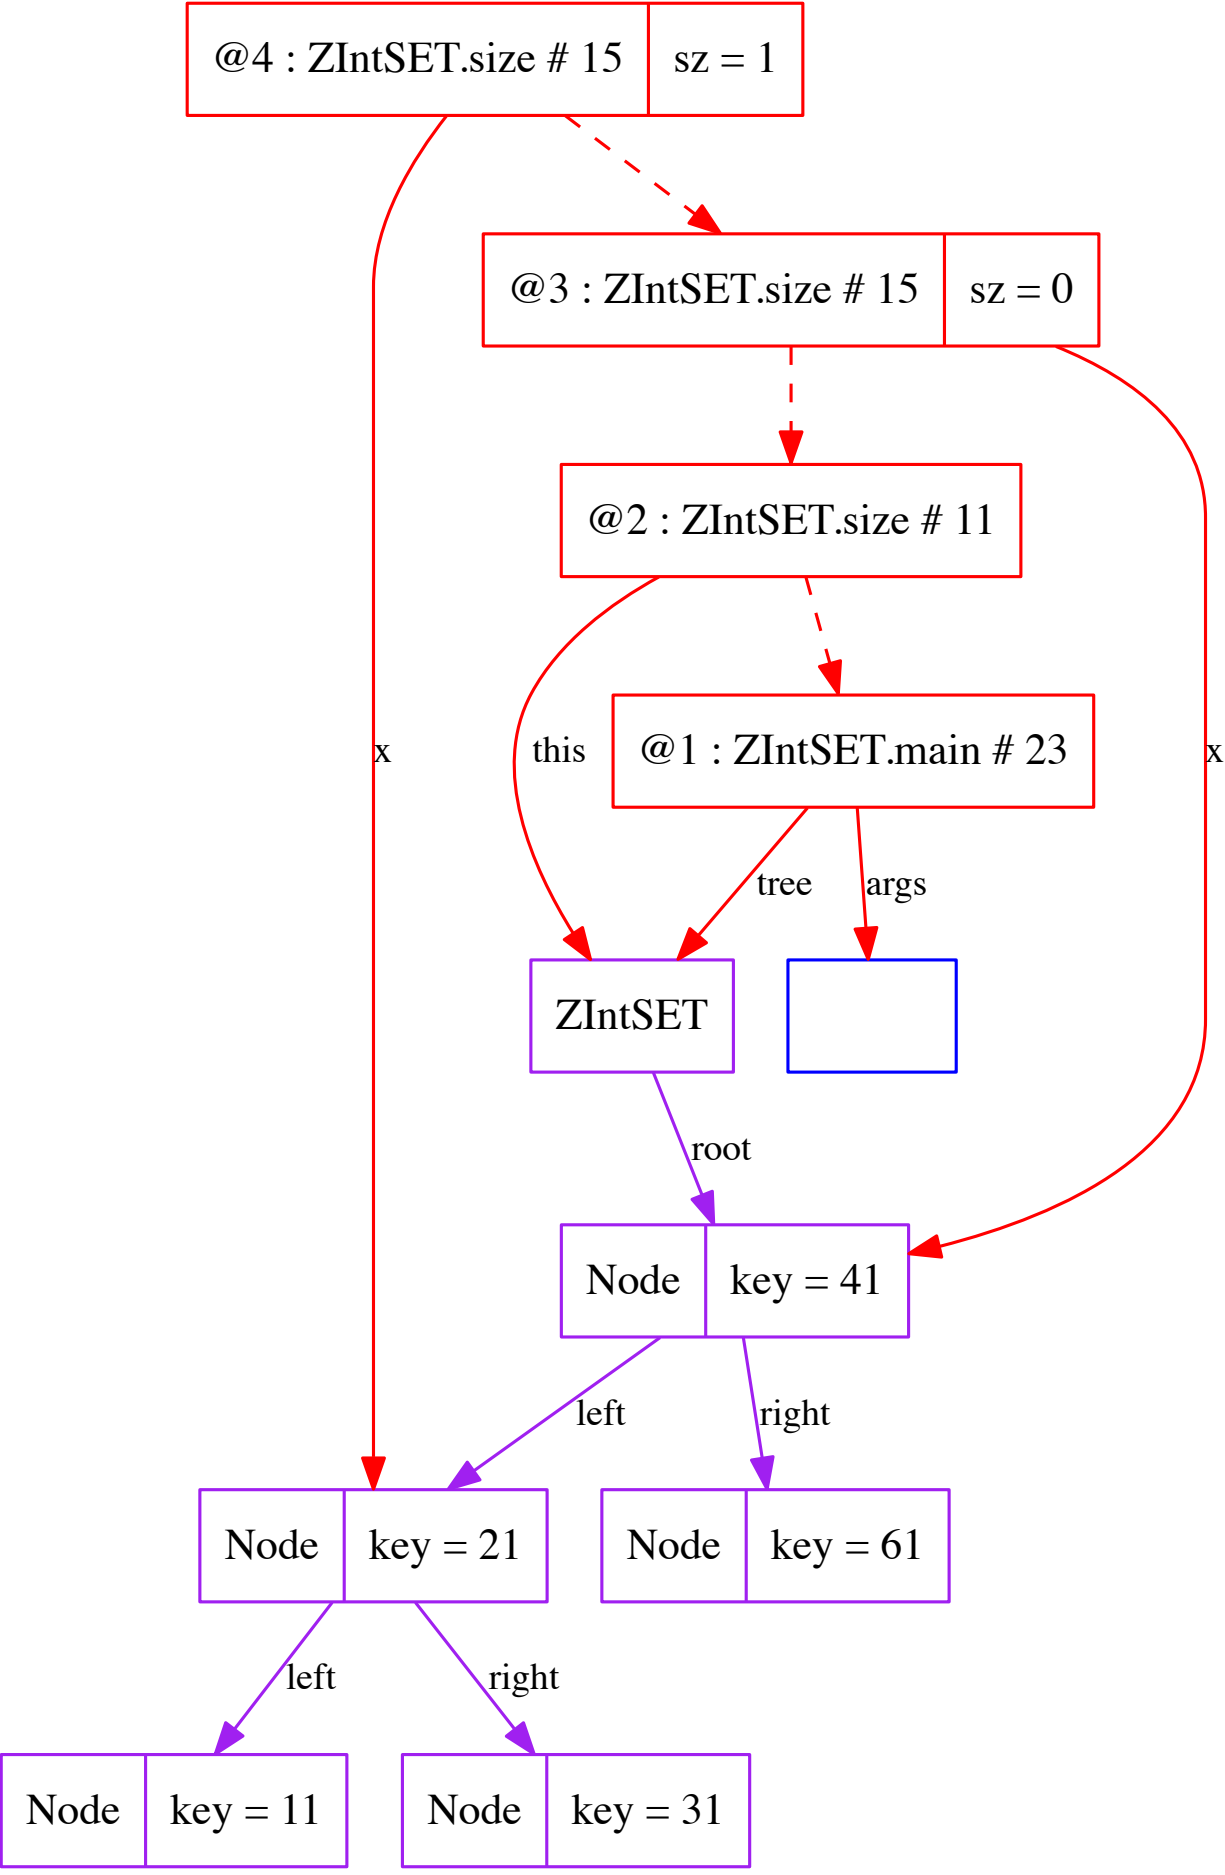 @4 : ZIntSET.size # 15 sz = 1
@3 : ZIntSET.size # 15 sz = 0
@2 : ZIntSET.size # 11
x this @1 : ZIntSET.main # 23 x
tree args
ZIntSET
root
Node key = 41
left right
Node key = 21 Node key = 61
left right
Node key = 11 Node key = 31